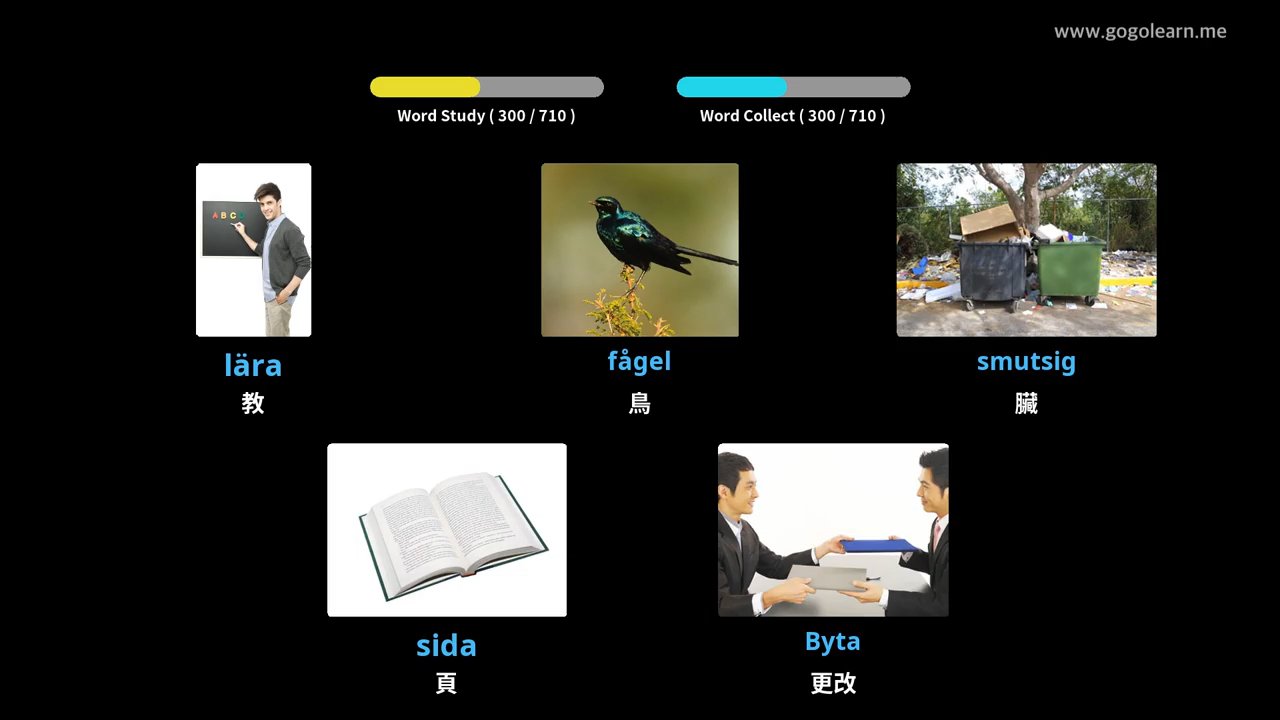 www.gogolearn.me
Word Study ( 300 / 710 )
Word Collect ( 300 / 710 )
A B C D
lära
教
fågel
鳥
smutsig
臟
sida
頁
Byta
更改